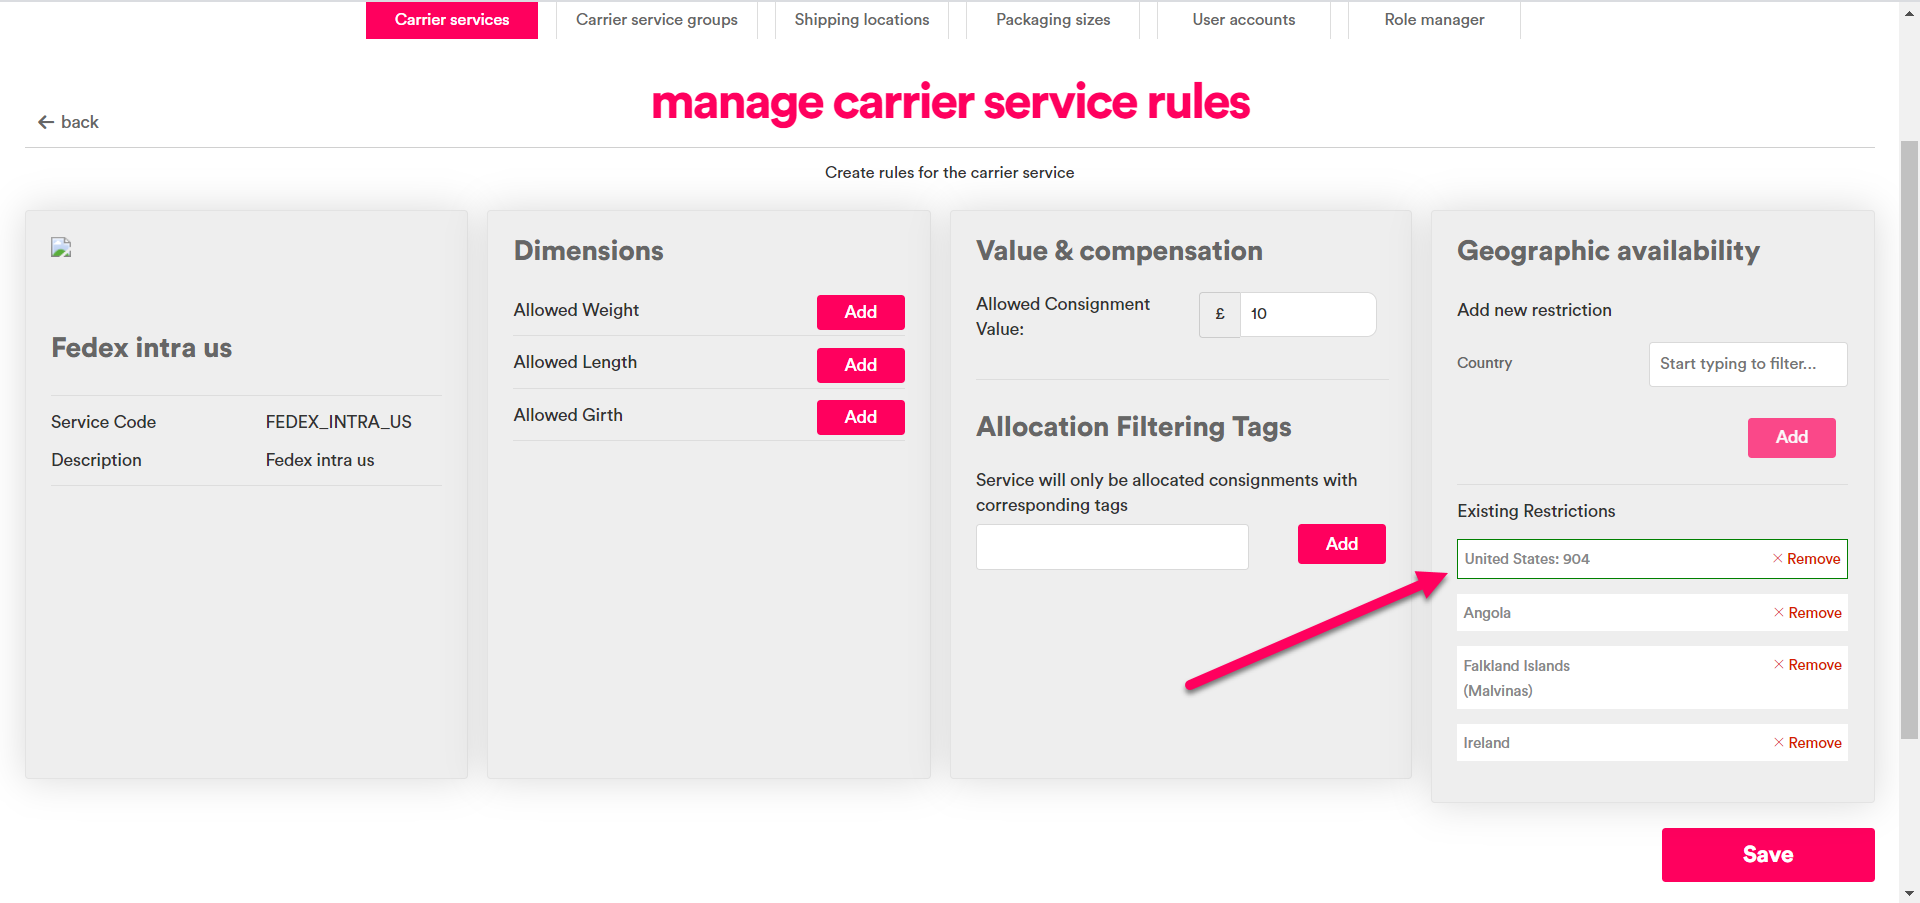 Carrier services
Carrier service groups
Shipping locations
Packaging sizes
User accounts
Role manager
back
manage carrier service rules
Create rules for the carrier service
Fedex intra us
Service Code FEDEX_INTRA_US
Description Fedex intra us
Dimensions
Allowed Weight Add
Allowed Length Add
Allowed Girth Add
Value & compensation
Allowed Consignment
Value:
£ 10
Allocation Filtering Tags
Service will only be allocated consignments with
corresponding tags
Add
Geographic availability
Add new restriction
Country Start typing to filter...
Add
Existing Restrictions
United States: 904 Remove
Angola Remove
Falkland Islands Remove
(Malvinas)
Ireland Remove
Save